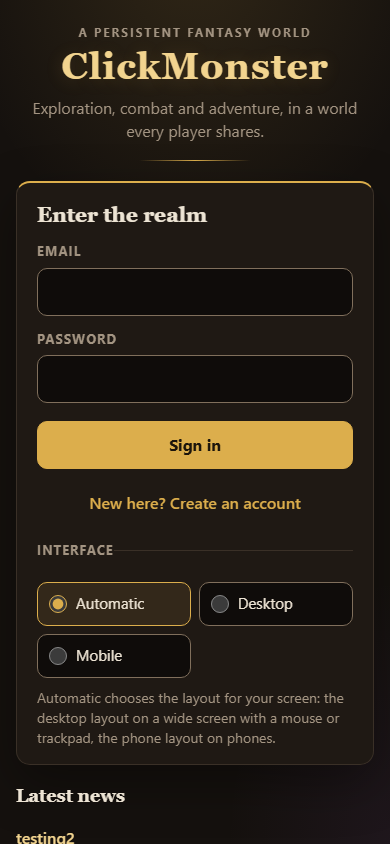 A PERSISTENT FANTASY WORLD
ClickMonster
Exploration, combat and adventure, in a world
every player shares.
Enter the realm
EMAIL
PASSWORD
Sign in
New here? Create an account
INTERFACE
Automatic
Desktop
Mobile
Automatic chooses the layout for your screen: the
desktop layout on a wide screen with a mouse or
trackpad, the phone layout on phones.
Latest news
testing2